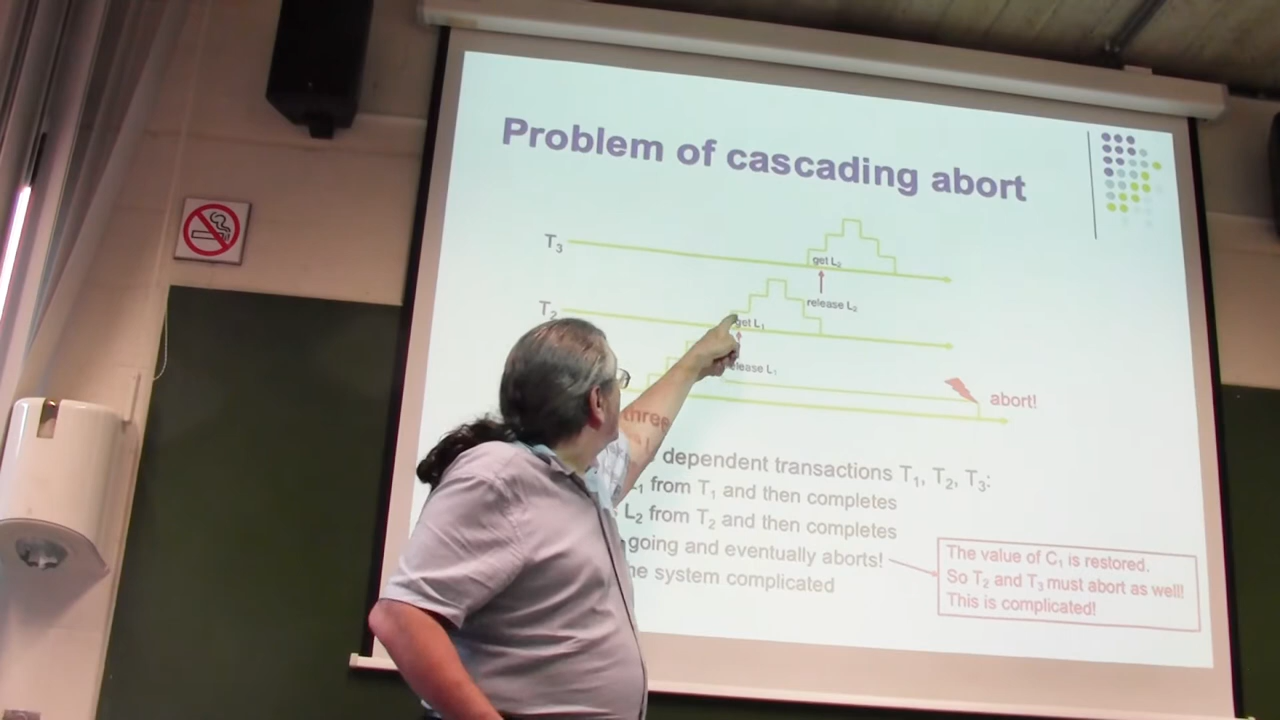 Problem of cascading abort
T₃
get L₂
release L₂
T₂
get L₁
release L₁
abort!
three
dependent transactions T₁, T₂, T₃:
L₁ from T₁ and then completes
L₂ from T₂ and then completes
going and eventually aborts!
system complicated
The value of C₁ is restored.
So T₂ and T₃ must abort as well!
This is complicated!